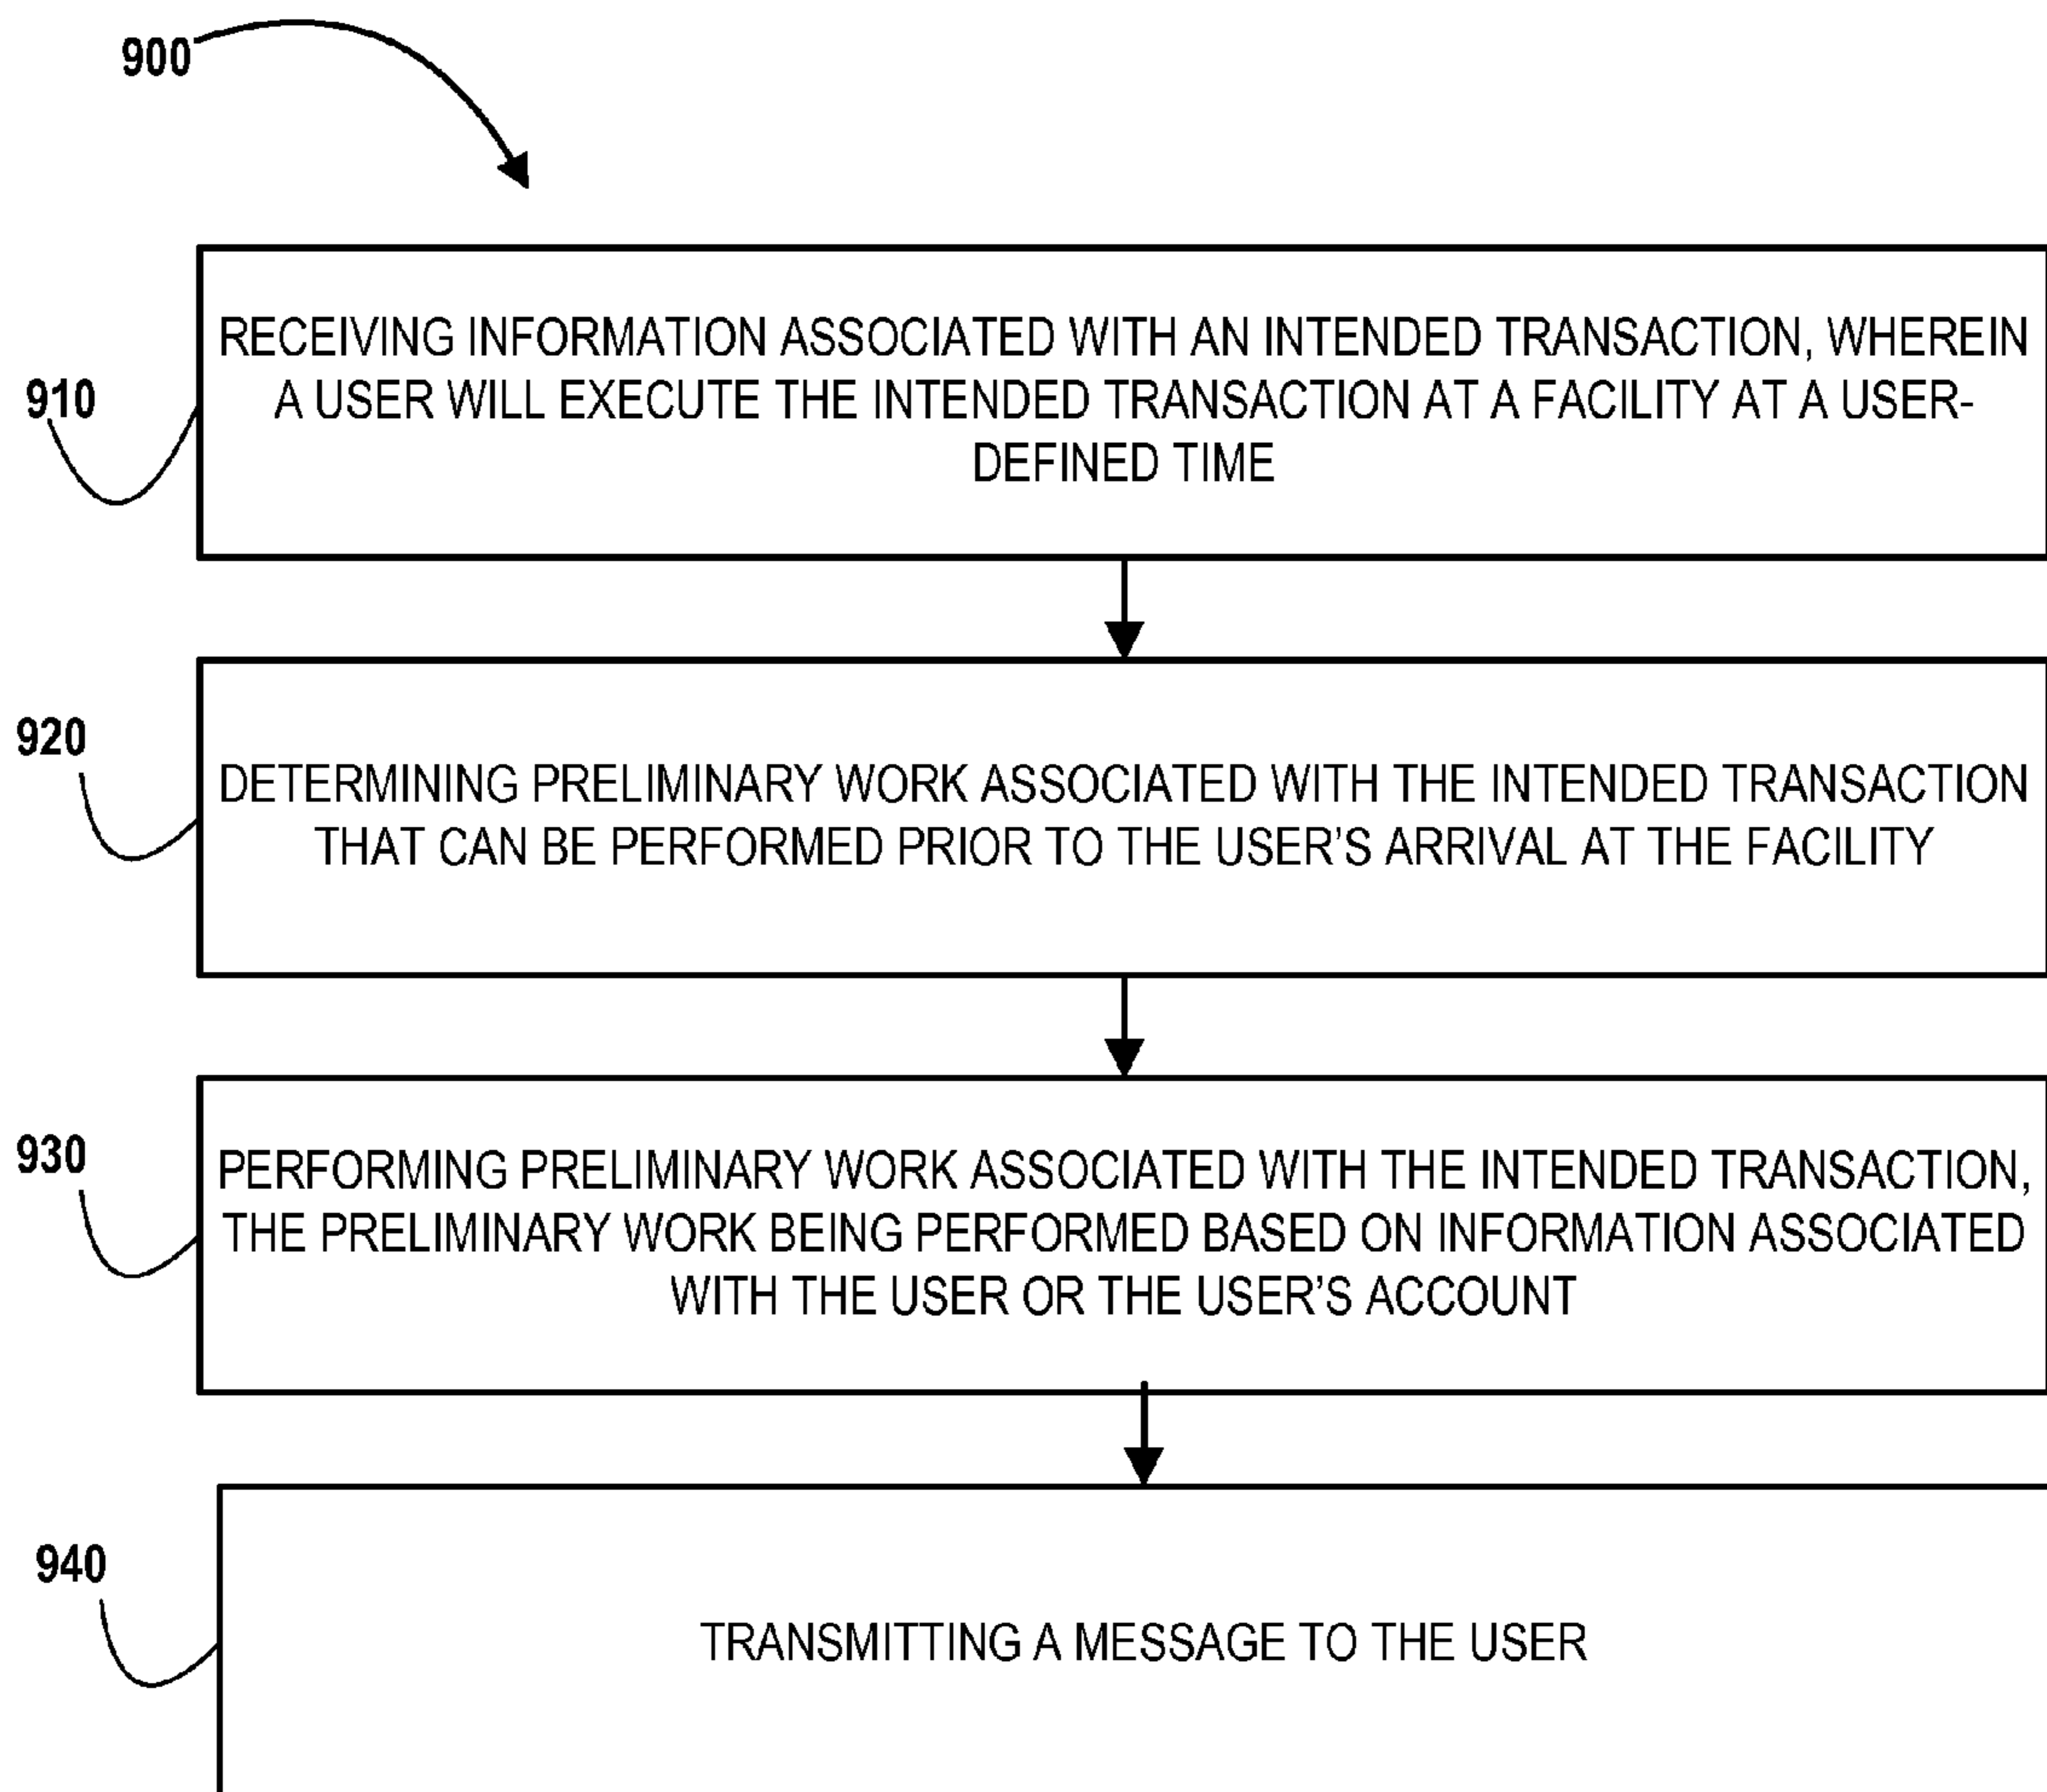 900
910
RECEIVING INFORMATION ASSOCIATED WITH AN INTENDED TRANSACTION, WHEREIN
A USER WILL EXECUTE THE INTENDED TRANSACTION AT A FACILITY AT A USER-
DEFINED TIME
920
DETERMINING PRELIMINARY WORK ASSOCIATED WITH THE INTENDED TRANSACTION
THAT CAN BE PERFORMED PRIOR TO THE USER'S ARRIVAL AT THE FACILITY
930
PERFORMING PRELIMINARY WORK ASSOCIATED WITH THE INTENDED TRANSACTION,
THE PRELIMINARY WORK BEING PERFORMED BASED ON INFORMATION ASSOCIATED
WITH THE USER OR THE USER'S ACCOUNT
940
TRANSMITTING A MESSAGE TO THE USER